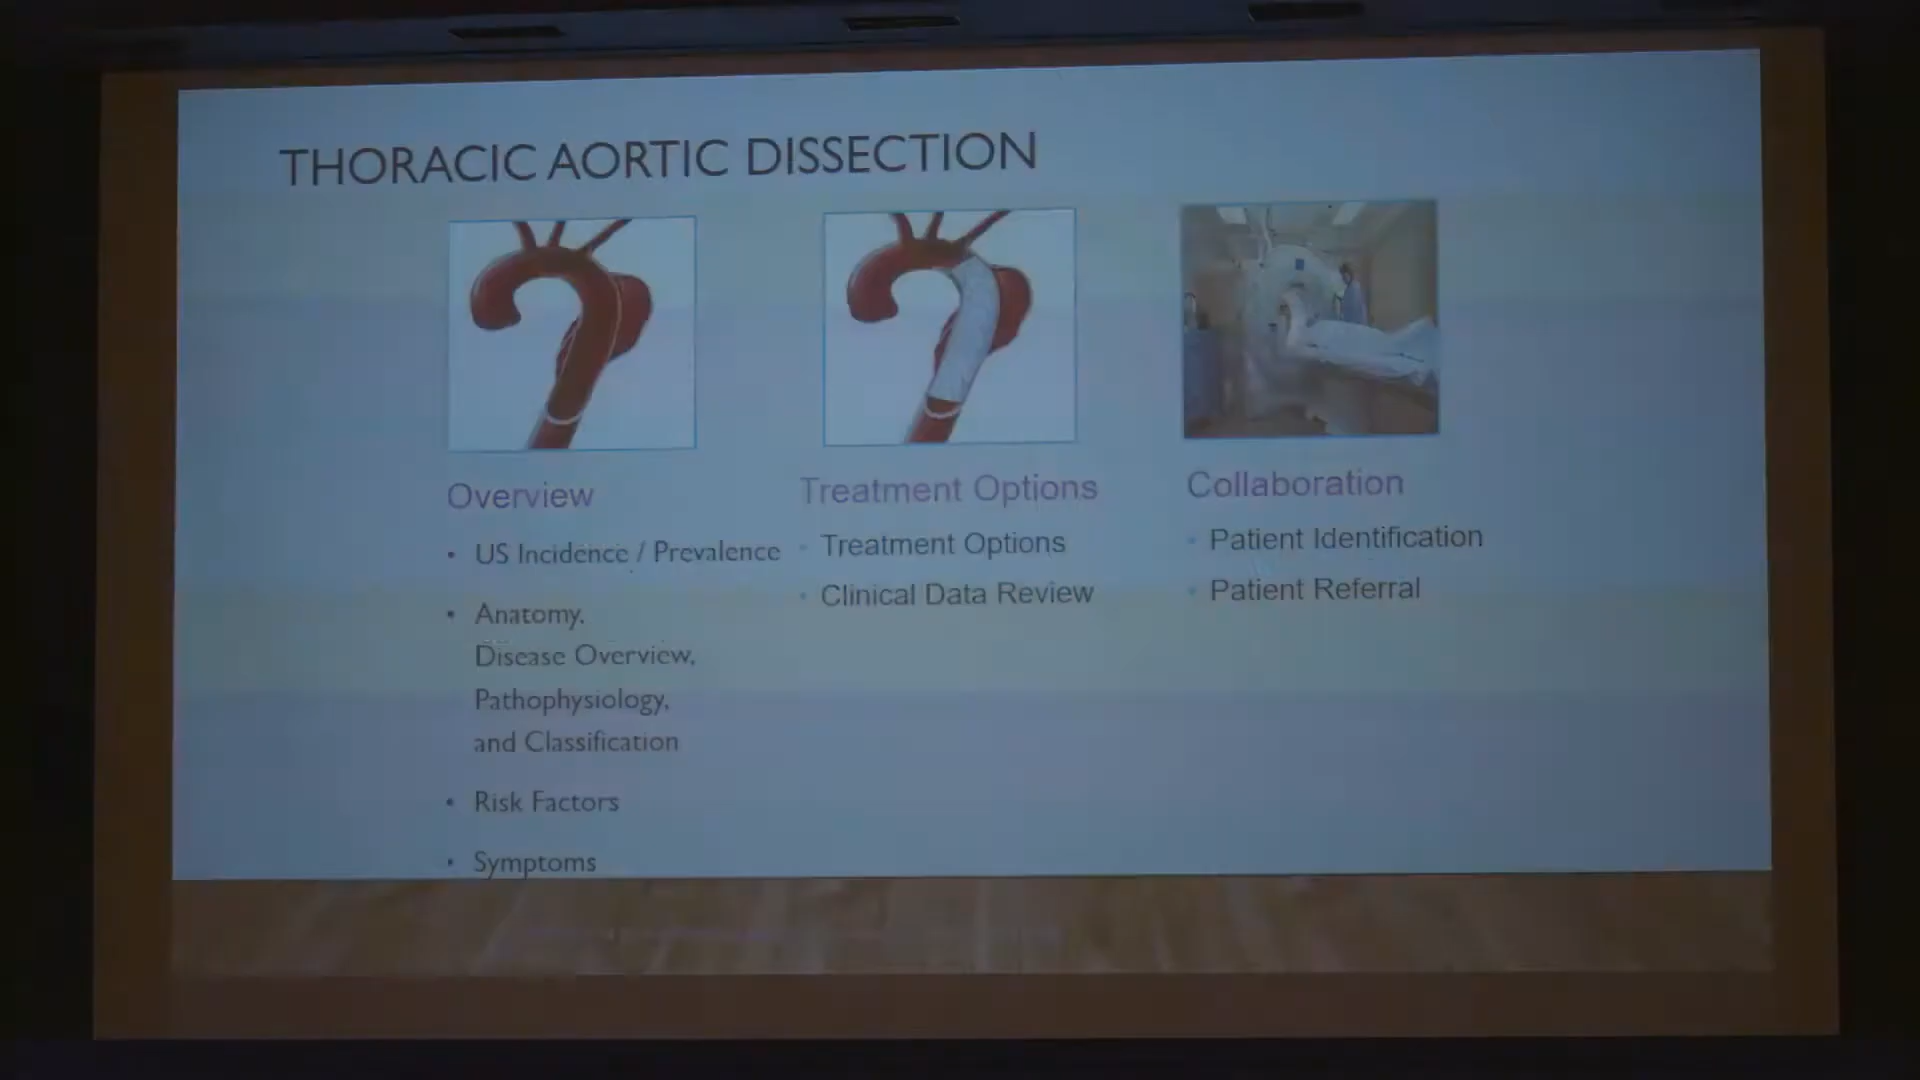 THORACIC AORTIC DISSECTION
Overview
• US Incidence / Prevalence
• Anatomy,
Disease Overview,
Pathophysiology,
and Classification
• Risk Factors
• Symptoms
Treatment Options
• Treatment Options
• Clinical Data Review
Collaboration
• Patient Identification
• Patient Referral